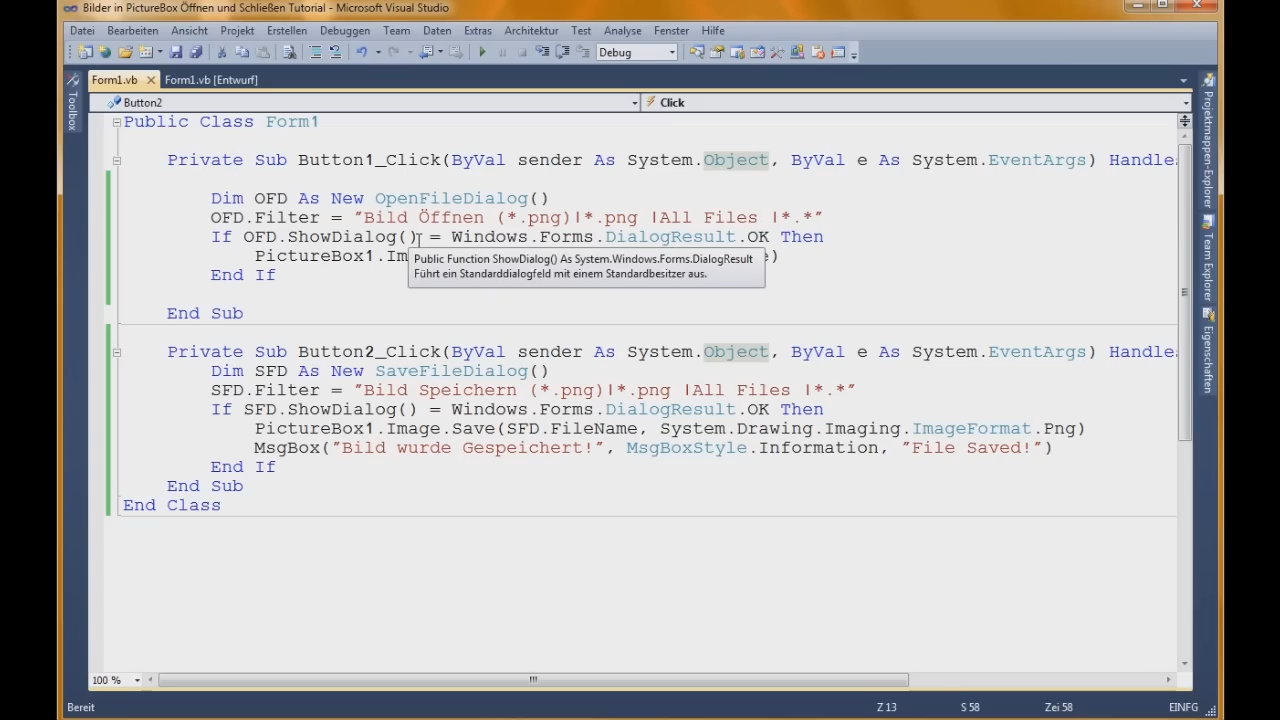 Bilder in PictureBox Öffnen und Schließen Tutorial - Microsoft Visual Studio
Datei Bearbeiten Ansicht Projekt Erstellen Debuggen Team Daten Extras Architektur Test Analyse Fenster Hilfe
Debug
Form1.vb Form1.vb [Entwurf]
Toolbox
Button2 Click
Public Class Form1
Private Sub Button1_Click(ByVal sender As System.Object, ByVal e As System.EventArgs) Handle
Dim OFD As New OpenFileDialog()
OFD.Filter = "Bild Öffnen (*.png)|*.png |All Files |*.*"
If OFD.ShowDialog() = Windows.Forms.DialogResult.OK Then
PictureBox1.Im )
Public Function ShowDialog() As System.Windows.Forms.DialogResult
Führt ein Standarddialogfeld mit einem Standardbesitzer aus.
End If
End Sub
Private Sub Button2_Click(ByVal sender As System.Object, ByVal e As System.EventArgs) Handle
Dim SFD As New SaveFileDialog()
SFD.Filter = "Bild Speichern (*.png)|*.png |All Files |*.*"
If SFD.ShowDialog() = Windows.Forms.DialogResult.OK Then
PictureBox1.Image.Save(SFD.FileName, System.Drawing.Imaging.ImageFormat.Png)
MsgBox("Bild wurde Gespeichert!", MsgBoxStyle.Information, "File Saved!")
End If
End Sub
End Class
Projektmappen-Explorer
Team Explorer
Eigenschaften
100 %
Bereit Z 13 S 58 Zei 58 EINFG